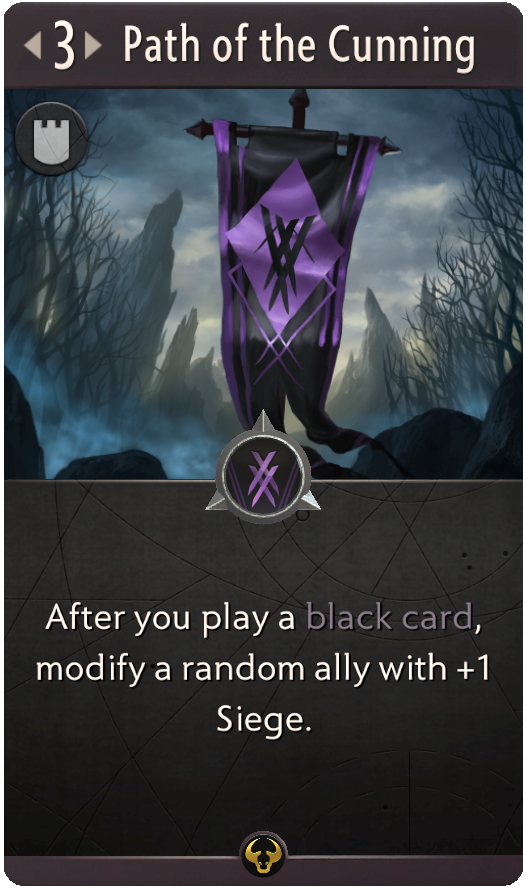 3 Path of the Cunning
After you play a black card,
modify a random ally with +1
Siege.